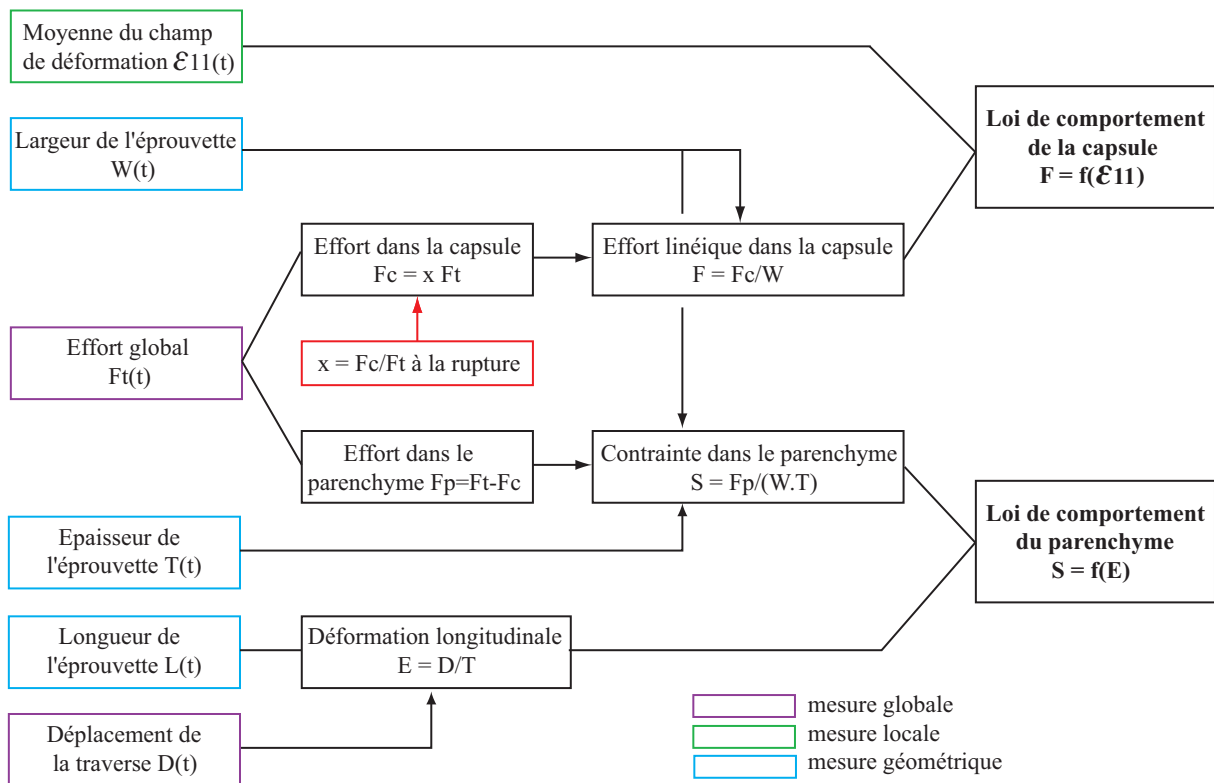 Moyenne du champ
de déformation Ɛ11(t)
Largeur de l'éprouvette
W(t)
Loi de comportement
de la capsule
F = f(Ɛ11)
Effort dans la capsule
Fc = x Ft
Effort linéique dans la capsule
F = Fc/W
Effort global
Ft(t)
x = Fc/Ft à la rupture
Effort dans le
parenchyme Fp=Ft-Fc
Contrainte dans le parenchyme
S = Fp/(W.T)
Loi de comportement
du parenchyme
S = f(E)
Epaisseur de
l'éprouvette T(t)
Longueur de
l'éprouvette L(t)
Déformation longitudinale
E = D/T
Déplacement de
la traverse D(t)
mesure globale
mesure locale
mesure géométrique